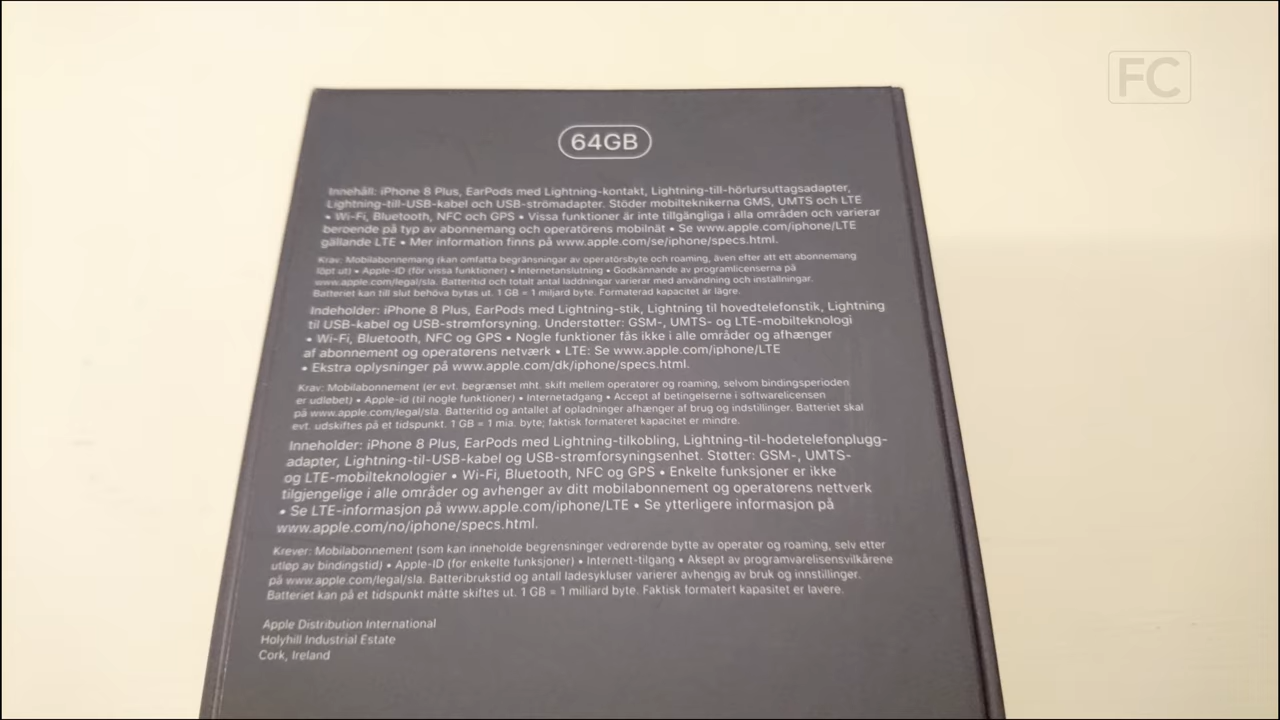 FC
64GB
Innehåll: iPhone 8 Plus, EarPods med Lightning-kontakt, Lightning-till-hörlursuttagsadapter,
Lightning-till-USB-kabel och USB-strömadapter. Stöder mobilteknikerna GMS, UMTS och LTE
• Wi-Fi, Bluetooth, NFC och GPS • Vissa funktioner är inte tillgängliga i alla områden och varierar
beroende på typ av abonnemang och operatörens mobilnät • Se www.apple.com/iphone/LTE
gällande LTE • Mer information finns på www.apple.com/se/iphone/specs.html.
Krav: Mobilabonnemang (kan omfatta begränsningar av operatörsbyte och roaming, även efter att ett abonnemang
löpt ut) • Apple-ID (för vissa funktioner) • Internetanslutning • Godkännande av programlicenserna på
www.apple.com/legal/sla. Batteritid och totalt antal laddningar varierar med användning och inställningar.
Batteriet kan till slut behöva bytas ut. 1 GB = 1 miljard byte. Formaterad kapacitet är lägre.
Indeholder: iPhone 8 Plus, EarPods med Lightning-stik, Lightning til hovedtelefonstik, Lightning
til USB-kabel og USB-strømforsyning. Understøtter: GSM-, UMTS- og LTE-mobilteknologi
• Wi-Fi, Bluetooth, NFC og GPS • Nogle funktioner fås ikke i alle områder og afhænger
af abonnement og operatørens netværk • LTE: Se www.apple.com/iphone/LTE
• Ekstra oplysninger på www.apple.com/dk/iphone/specs.html.
Krav: Mobilabonnement (er evt. begrænset mht. skift mellem operatører og roaming, selvom bindingsperioden
er udløbet) • Apple-id (til nogle funktioner) • Internetadgang • Accept af betingelserne i softwarelicensen
på www.apple.com/legal/sla. Batteritid og antallet af opladninger afhænger af brug og indstillinger. Batteriet skal
evt. udskiftes på et tidspunkt. 1 GB = 1 mia. byte; faktisk formateret kapacitet er mindre.
Inneholder: iPhone 8 Plus, EarPods med Lightning-tilkobling, Lightning-til-hodetelefonplugg-
adapter, Lightning-til-USB-kabel og USB-strømforsyningsenhet. Støtter: GSM-, UMTS-
og LTE-mobilteknologier • Wi-Fi, Bluetooth, NFC og GPS • Enkelte funksjoner er ikke
tilgjengelige i alle områder og avhenger av ditt mobilabonnement og operatørens nettverk
• Se LTE-informasjon på www.apple.com/iphone/LTE • Se ytterligere informasjon på
www.apple.com/no/iphone/specs.html.
Krever: Mobilabonnement (som kan inneholde begrensninger vedrørende bytte av operatør og roaming, selv etter
utløp av bindingstid) • Apple-ID (for enkelte funksjoner) • Internett-tilgang • Aksept av programvarelisensvilkårene
på www.apple.com/legal/sla. Batteribrukstid og antall ladesykluser varierer avhengig av bruk og innstillinger.
Batteriet kan på et tidspunkt måtte skiftes ut. 1 GB = 1 milliard byte. Faktisk formatert kapasitet er lavere.
Apple Distribution International
Holyhill Industrial Estate
Cork, Ireland